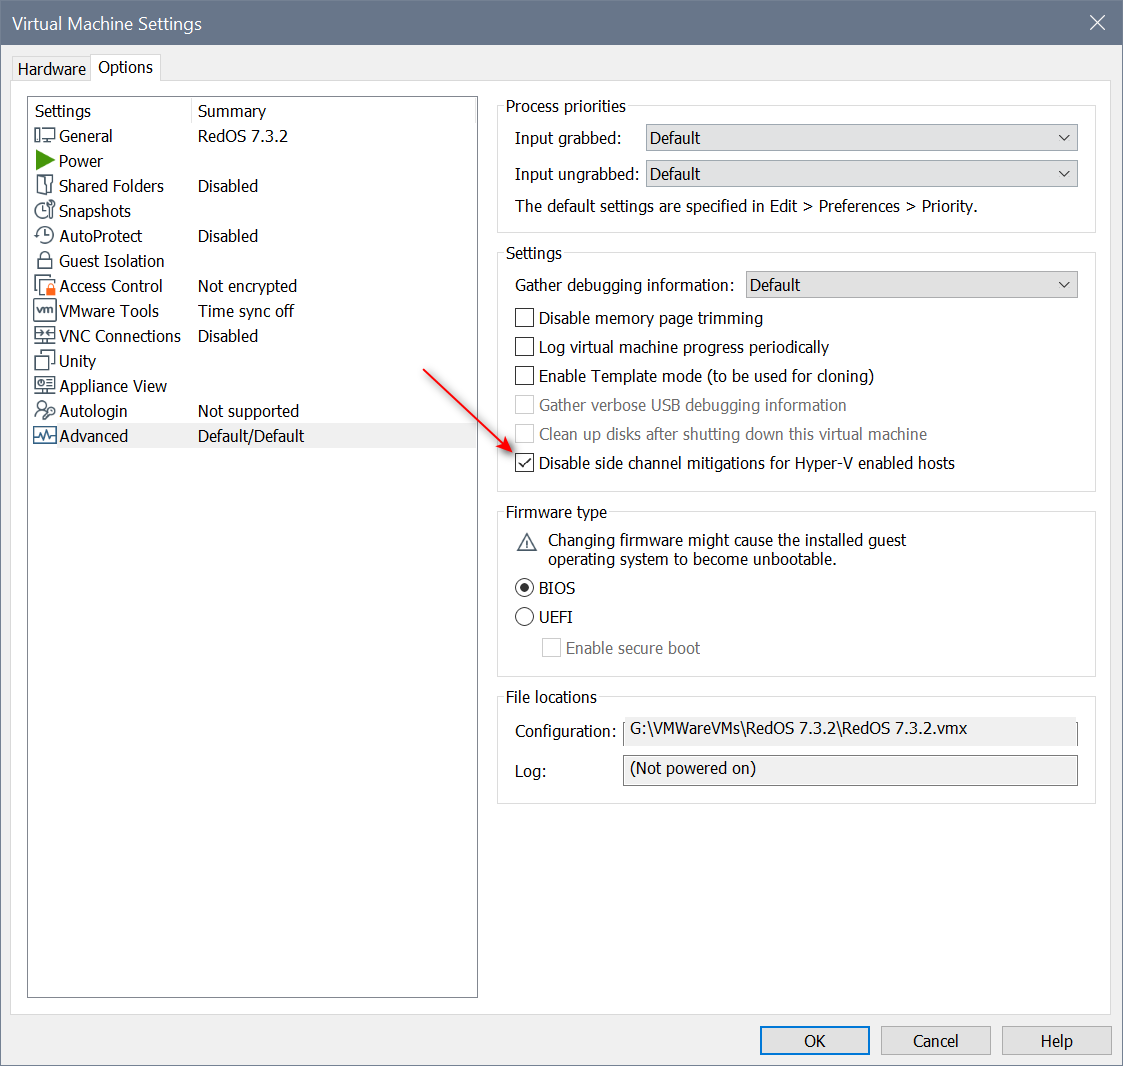 Virtual Machine Settings
Hardware
Options
Settings Summary
General RedOS 7.3.2
Power
Shared Folders Disabled
Snapshots
AutoProtect Disabled
Guest Isolation
Access Control Not encrypted
vm VMware Tools Time sync off
VNC Connections Disabled
Unity
Appliance View
Autologin Not supported
Advanced Default/Default
Process priorities
Input grabbed: Default
Input ungrabbed: Default
The default settings are specified in Edit > Preferences > Priority.
Settings
Gather debugging information: Default
Disable memory page trimming
Log virtual machine progress periodically
Enable Template mode (to be used for cloning)
Gather verbose USB debugging information
Clean up disks after shutting down this virtual machine
Disable side channel mitigations for Hyper-V enabled hosts
Firmware type
Changing firmware might cause the installed guest
operating system to become unbootable.
BIOS
UEFI
Enable secure boot
File locations
Configuration: G:\VMWareVMs\RedOS 7.3.2\RedOS 7.3.2.vmx
Log: (Not powered on)
OK Cancel Help